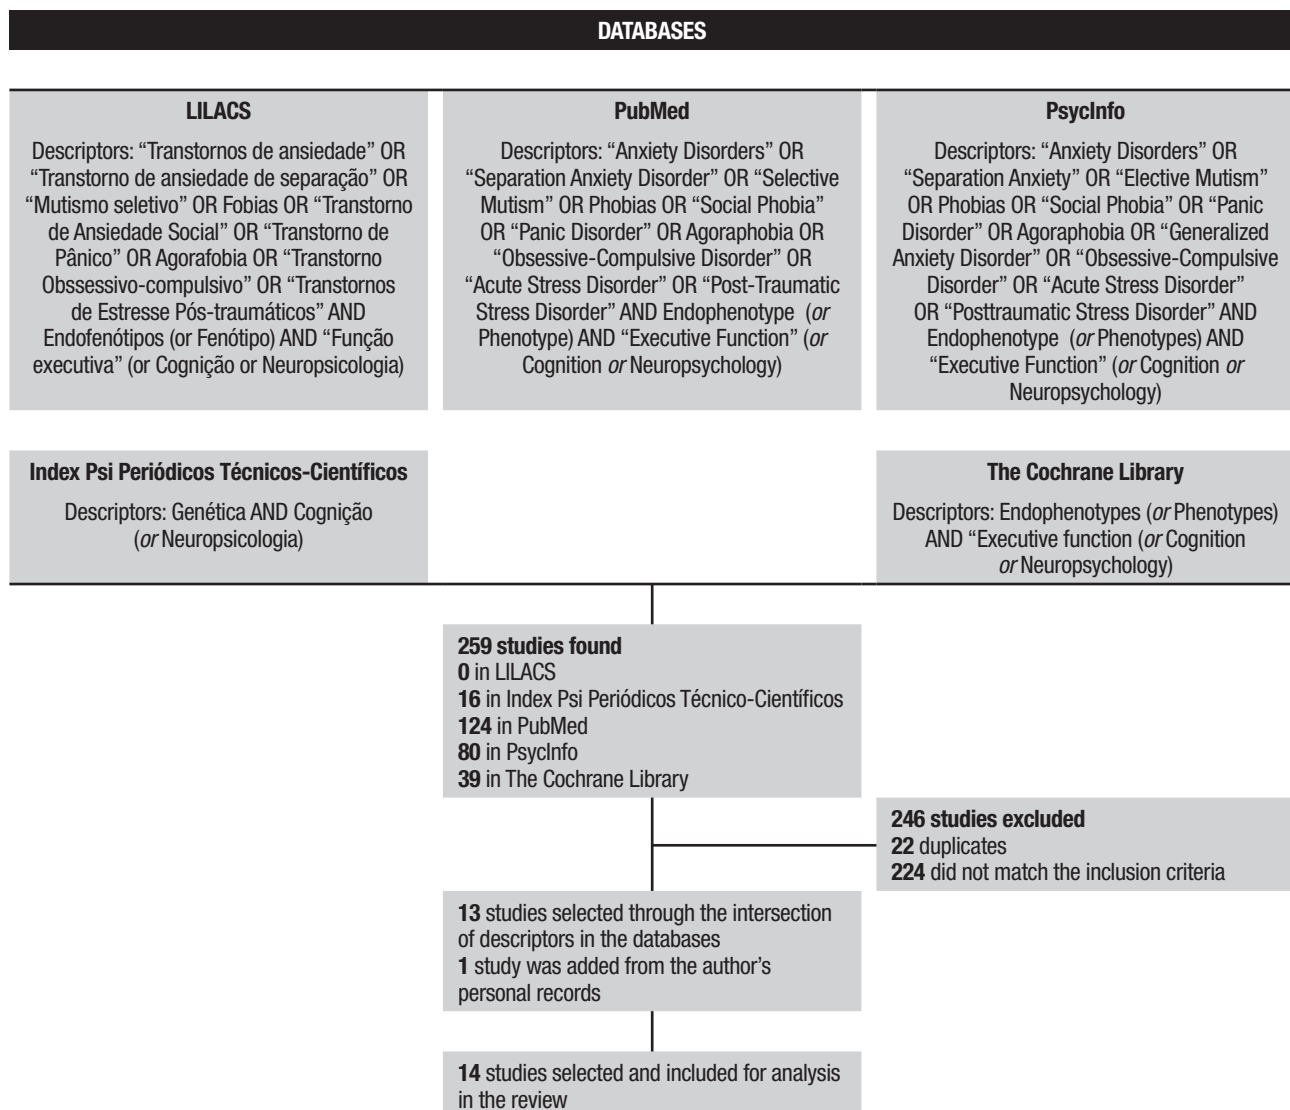 DATABASES
LILACS
Descriptors: “Transtornos de ansiedade” OR
“Transtorno de ansiedade de separação” OR
“Mutismo seletivo” OR Fobias OR “Transtorno
de Ansiedade Social” OR “Transtorno de
Pânico” OR Agorafobia OR “Transtorno
Obssessivo-compulsivo” OR “Transtornos
de Estresse Pós-traumáticos” AND
Endofenótipos (or Fenótipo) AND “Função
executiva” (or Cognição or Neuropsicologia)
PubMed
Descriptors: “Anxiety Disorders” OR
“Separation Anxiety Disorder” OR “Selective
Mutism” OR Phobias OR “Social Phobia”
OR “Panic Disorder” OR Agoraphobia OR
“Obsessive-Compulsive Disorder” OR
“Acute Stress Disorder” OR “Post-Traumatic
Stress Disorder” AND Endophenotype (or
Phenotype) AND “Executive Function” (or
Cognition or Neuropsychology)
PsycInfo
Descriptors: “Anxiety Disorders” OR
“Separation Anxiety” OR “Elective Mutism”
OR Phobias OR “Social Phobia” OR “Panic
Disorder” OR Agoraphobia OR “Generalized
Anxiety Disorder” OR “Obsessive-Compulsive
Disorder” OR “Acute Stress Disorder”
OR “Posttraumatic Stress Disorder” AND
Endophenotype (or Phenotypes) AND
“Executive Function” (or Cognition or
Neuropsychology)
Index Psi Periódicos Técnicos-Científicos
Descriptors: Genética AND Cognição
(or Neuropsicologia)
The Cochrane Library
Descriptors: Endophenotypes (or Phenotypes)
AND “Executive function (or Cognition
or Neuropsychology)
259 studies found
0 in LILACS
16 in Index Psi Periódicos Técnico-Científicos
124 in PubMed
80 in PsycInfo
39 in The Cochrane Library
246 studies excluded
22 duplicates
224 did not match the inclusion criteria
13 studies selected through the intersection
of descriptors in the databases
1 study was added from the author’s
personal records
14 studies selected and included for analysis
in the review